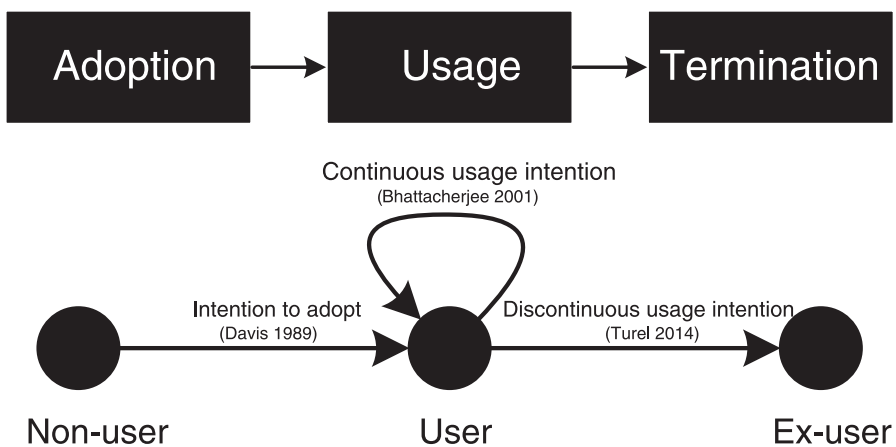 Adoption
Usage
Termination
Continuous usage intention
(Bhattacherjee 2001)
Intention to adopt
(Davis 1989)
Discontinuous usage intention
(Turel 2014)
Non-user
User
Ex-user